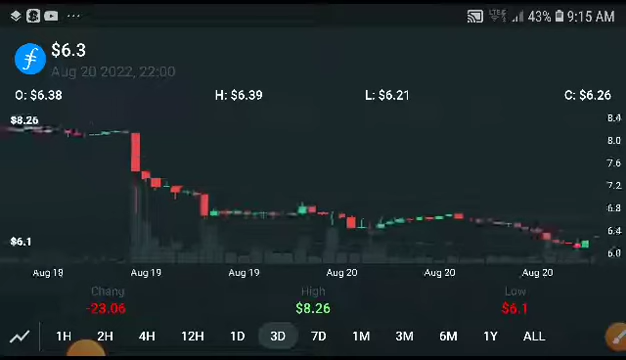 43% 9:15 AM
$6.3
Aug 20 2022, 22:00
O: $6.38 H: $6.39 L: $6.21 C: $6.26
$8.26
8.4
8.0
7.6
7.2
6.8
6.4
6.0
$6.1
Aug 18 Aug 19 Aug 19 Aug 20 Aug 20 Aug 20
Chang High Low
-23.06 $8.26 $6.1
1H 2H 4H 12H 1D 3D 7D 1M 3M 6M 1Y ALL